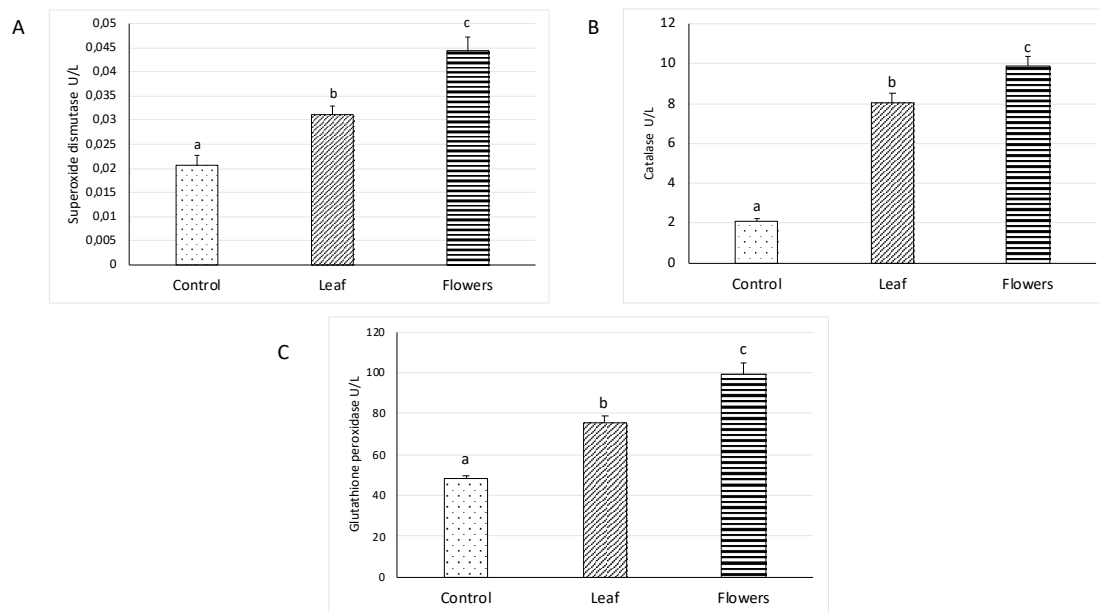 A
Superoxide dismutase U/L
0,05
0,045
0,04
0,035
0,03
0,025
0,02
0,015
0,01
0,005
0
a
b
c
Control
Leaf
Flowers
B
Catalase U/L
12
10
8
6
4
2
0
a
b
c
Control
Leaf
Flowers
C
Glutathione peroxidase U/L
120
100
80
60
40
20
0
a
b
c
Control
Leaf
Flowers